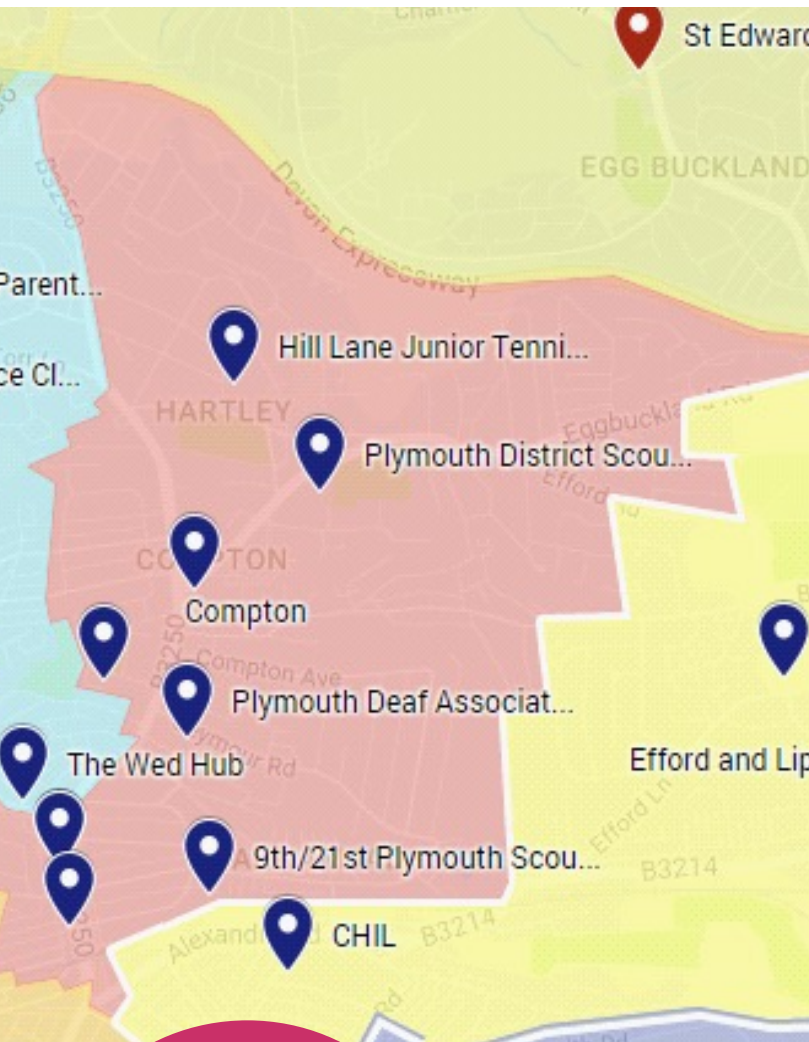 St Edward
EGG BUCKLAND
B3250
Devon Expressway
Parent...
Hill Lane Junior Tenni...
ce Cl...
HARTLEY
Plymouth District Scou...
Efford Rd
Compton
B3250
Compton Ave
Plymouth Deaf Associat...
The Wed Hub
Efford and Lip
Efford Ln
9th/21st Plymouth Scou...
B3214
CHIL
B3214
250
Rd